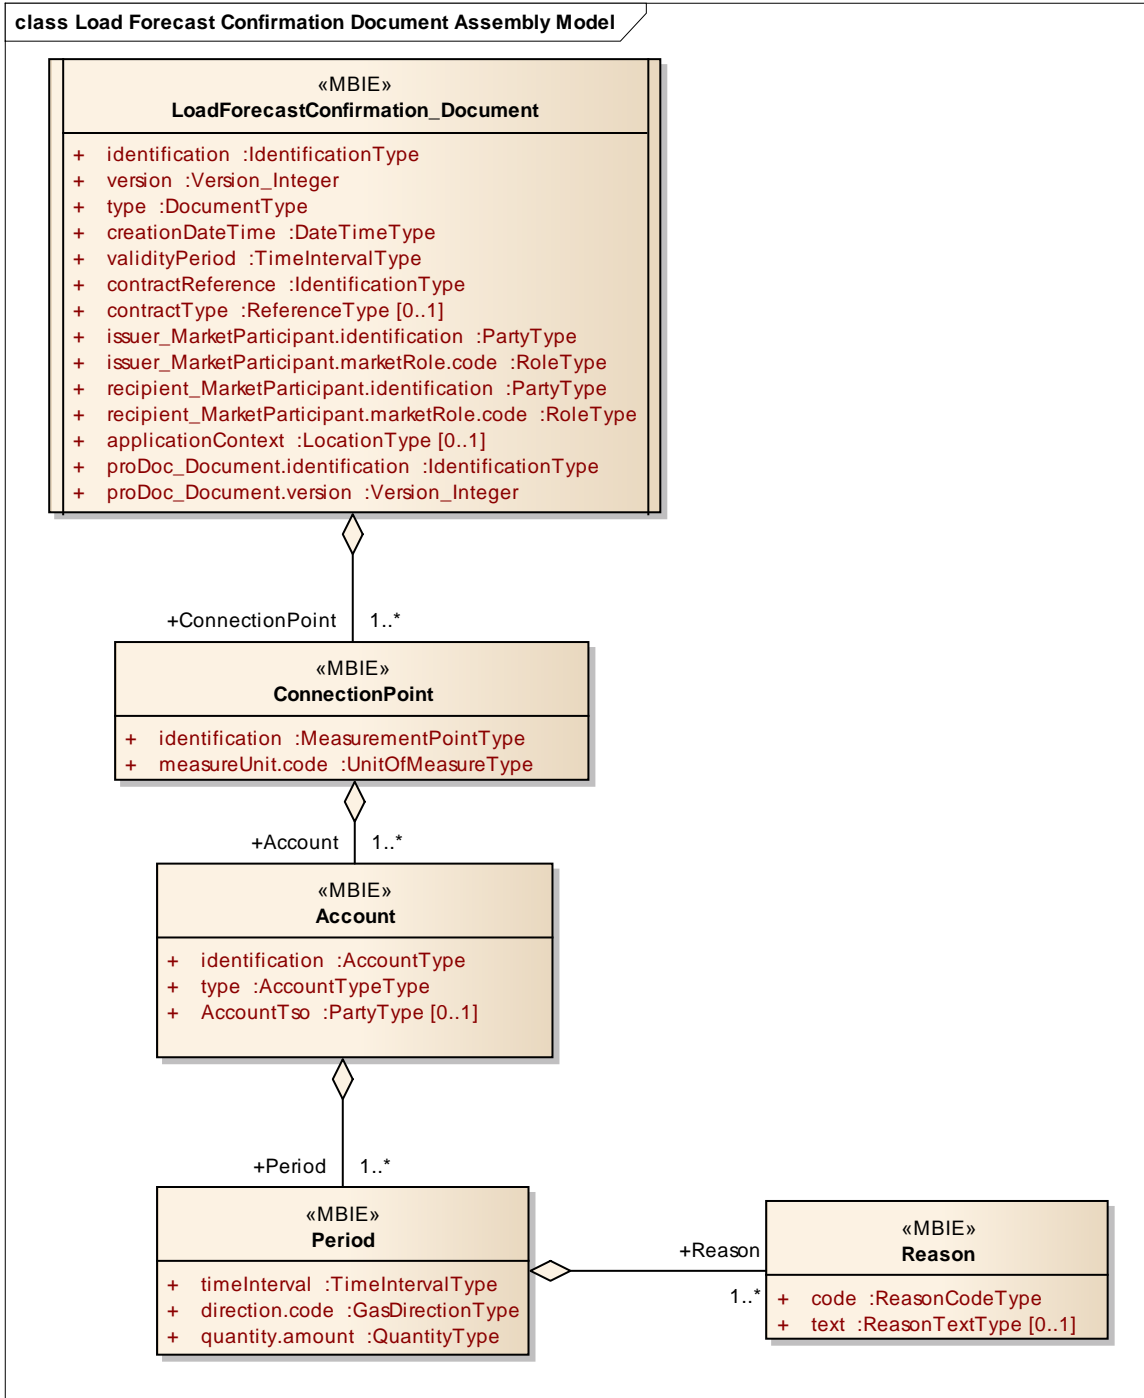 class Load Forecast Confirmation Document Assembly Model
«MBIE»
LoadForecastConfirmation_Document
+ identification :IdentificationType
+ version :Version_Integer
+ type :DocumentType
+ creationDateTime :DateTimeType
+ validityPeriod :TimeIntervalType
+ contractReference :IdentificationType
+ contractType :ReferenceType [0..1]
+ issuer_MarketParticipant.identification :PartyType
+ issuer_MarketParticipant.marketRole.code :RoleType
+ recipient_MarketParticipant.identification :PartyType
+ recipient_MarketParticipant.marketRole.code :RoleType
+ applicationContext :LocationType [0..1]
+ proDoc_Document.identification :IdentificationType
+ proDoc_Document.version :Version_Integer
+ConnectionPoint 1..*
«MBIE»
ConnectionPoint
+ identification :MeasurementPointType
+ measureUnit.code :UnitOfMeasureType
+Account 1..*
«MBIE»
Account
+ identification :AccountType
+ type :AccountTypeType
+ AccountTso :PartyType [0..1]
+Period 1..*
«MBIE»
Period
+ timeInterval :TimeIntervalType
+ direction.code :GasDirectionType
+ quantity.amount :QuantityType
+Reason
1..*
«MBIE»
Reason
+ code :ReasonCodeType
+ text :ReasonTextType [0..1]